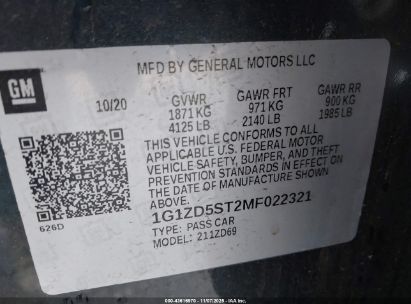 MFD BY GENERAL MOTORS LLC
GM
10/20
GVWR
1871 KG
4125 LB
GAWR FRT
971 KG
2140 LB
GAWR RR
900 KG
1985 LB
THIS VEHICLE CONFORMS TO ALL
APPLICABLE U.S. FEDERAL MOTOR
VEHICLE SAFETY, BUMPER, AND THEFT
PREVENTION STANDARDS IN EFFECT ON
THE DATE OF MANUFACTURE SHOWN
ABOVE.
626D
1G1ZD5ST2MF022321
TYPE: PASS CAR
MODEL: 211ZD69